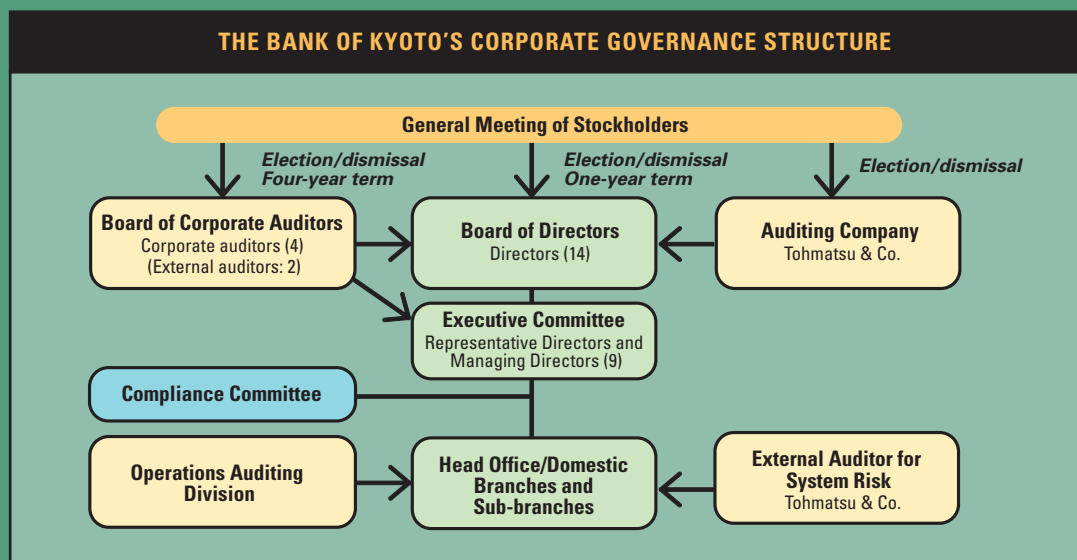 THE BANK OF KYOTO'S CORPORATE GOVERNANCE STRUCTURE
General Meeting of Stockholders
Election/dismissal
Four-year term
Election/dismissal
One-year term
Election/dismissal
Board of Corporate Auditors
Corporate auditors (4)
(External auditors: 2)
Board of Directors
Directors (14)
Auditing Company
Tohmatsu & Co.
Executive Committee
Representative Directors and
Managing Directors (9)
Compliance Committee
Operations Auditing
Division
Head Office/Domestic
Branches and
Sub-branches
External Auditor for
System Risk
Tohmatsu & Co.